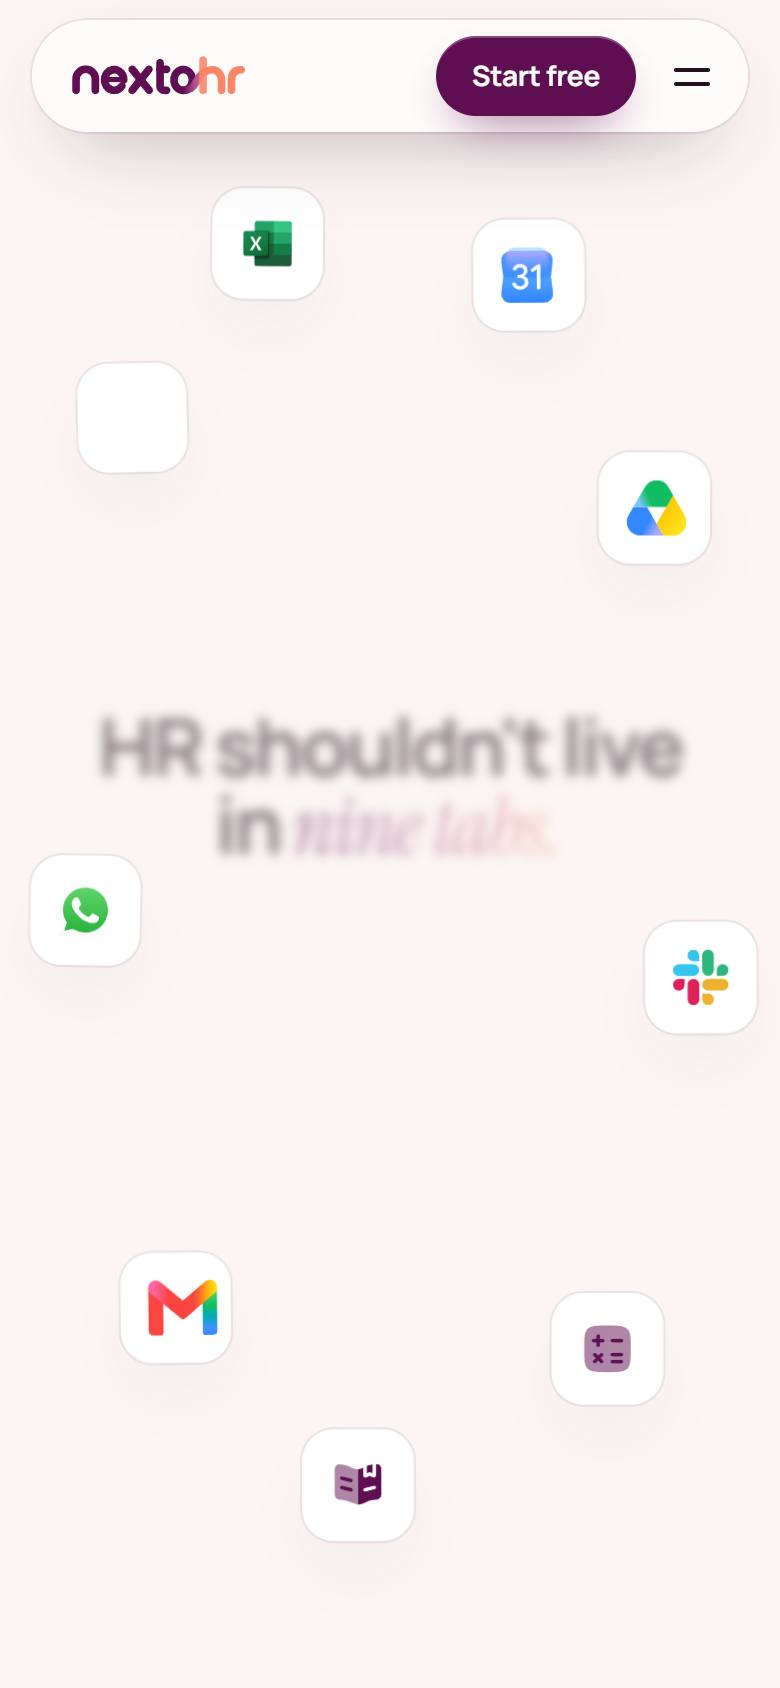 nextohr
Start free
X
31
HR shouldn't live
in nine tabs.